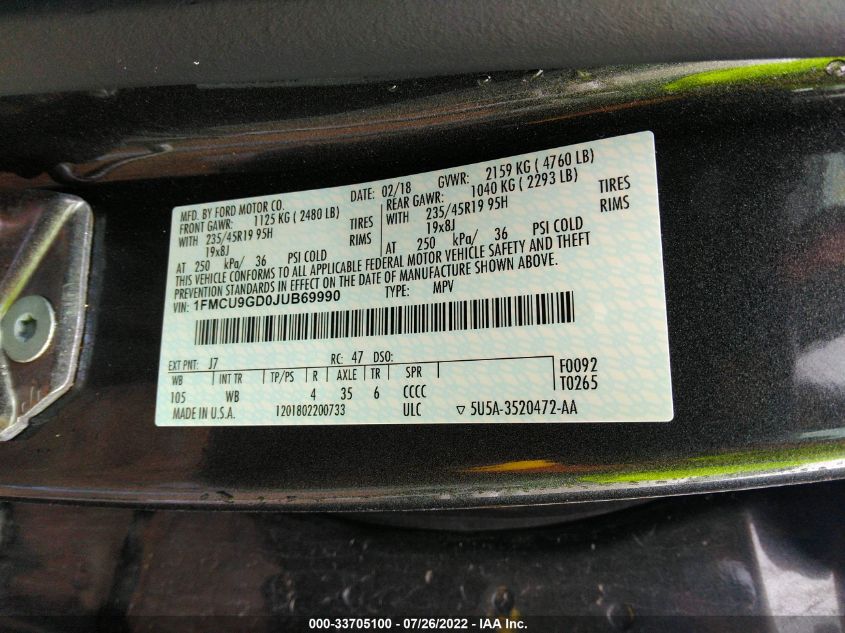 MFD. BY FORD MOTOR CO. DATE: 02/18 GVWR: 2159 KG ( 4760 LB)
FRONT GAWR: 1125 KG ( 2480 LB) REAR GAWR: 1040 KG ( 2293 LB)
WITH 235/45R19 95H TIRES WITH 235/45R19 95H TIRES
19x8J RIMS 19x8J RIMS
AT 250 kPa/ 36 PSI COLD AT 250 kPa/ 36 PSI COLD
THIS VEHICLE CONFORMS TO ALL APPLICABLE FEDERAL MOTOR VEHICLE SAFETY AND THEFT
PREVENTION STANDARDS IN EFFECT ON THE DATE OF MANUFACTURE SHOWN ABOVE.
VIN: 1FMCU9GD0JUB69990 TYPE: MPV
EXT PNT: J7 RC: 47 DSO: F0092
WB INT TR TP/PS R AXLE TR SPR T0265
105 WB 4 35 6 CCCC
MADE IN U.S.A. 1201802200733 ULC ▽ 5U5A-3520472-AA
000-33705100 - 07/26/2022 - IAA Inc.